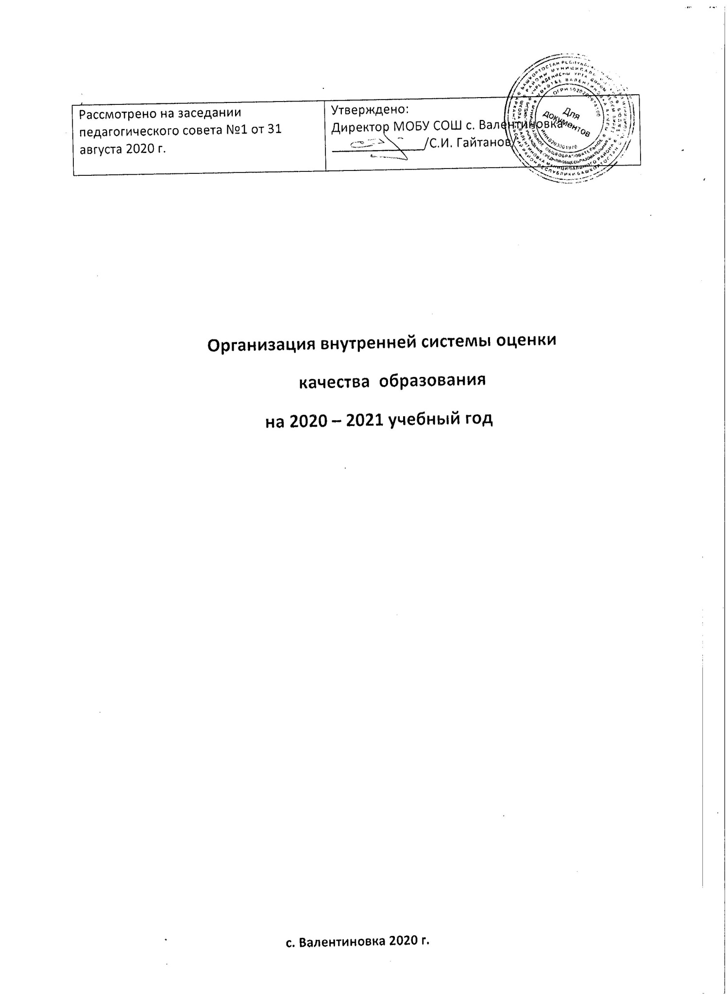 Рассмотрено на заседании
педагогического совета №1 от 31
августа 2020 г.
Утверждено:
Директор МОБУ СОШ с. Валентиновка
/С.И. Гайтанов/
Для
документов
Организация внутренней системы оценки
качества образования
на 2020 – 2021 учебный год
с. Валентиновка 2020 г.